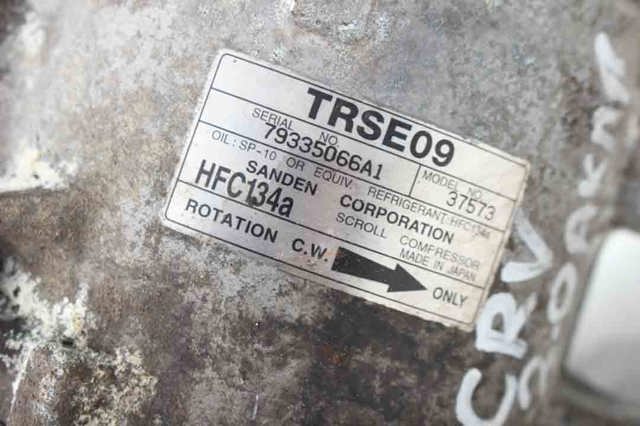 TRSE09
SERIAL NO. MODEL NO.
79335066A1 37573
OIL: SP-10 OR EQUIV. REFRIGERANT: HFC134a
SANDEN CORPORATION
HFC134a SCROLL COMPRESSOR
MADE IN JAPAN
ROTATION C.W. ONLY
CRV